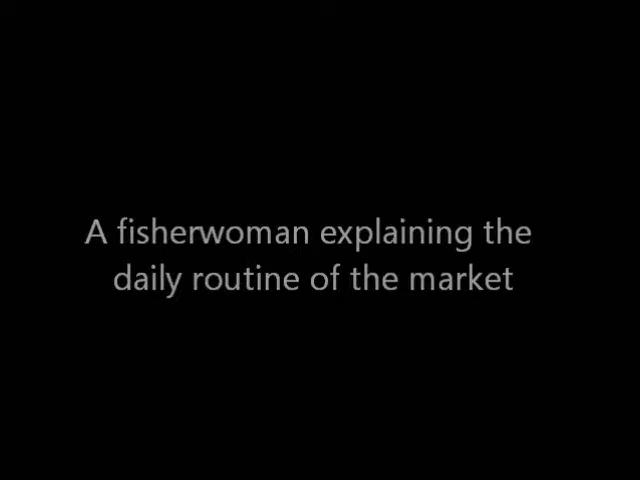 A fisherwoman explaining the
daily routine of the market